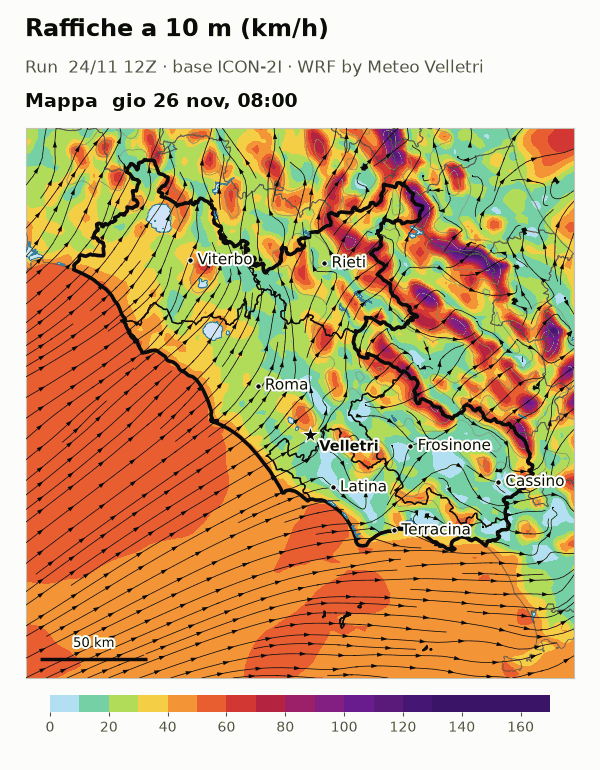 Raffiche a 10 m (km/h)
Run  24/11 12Z · base ICON-2I · WRF by Meteo Velletri
Mappa  gio 26 nov, 08:00
Viterbo
Rieti
Roma
Velletri
Frosinone
Cassino
Latina
Terracina
50 km
0 20 40 60 80 100 120 140 160